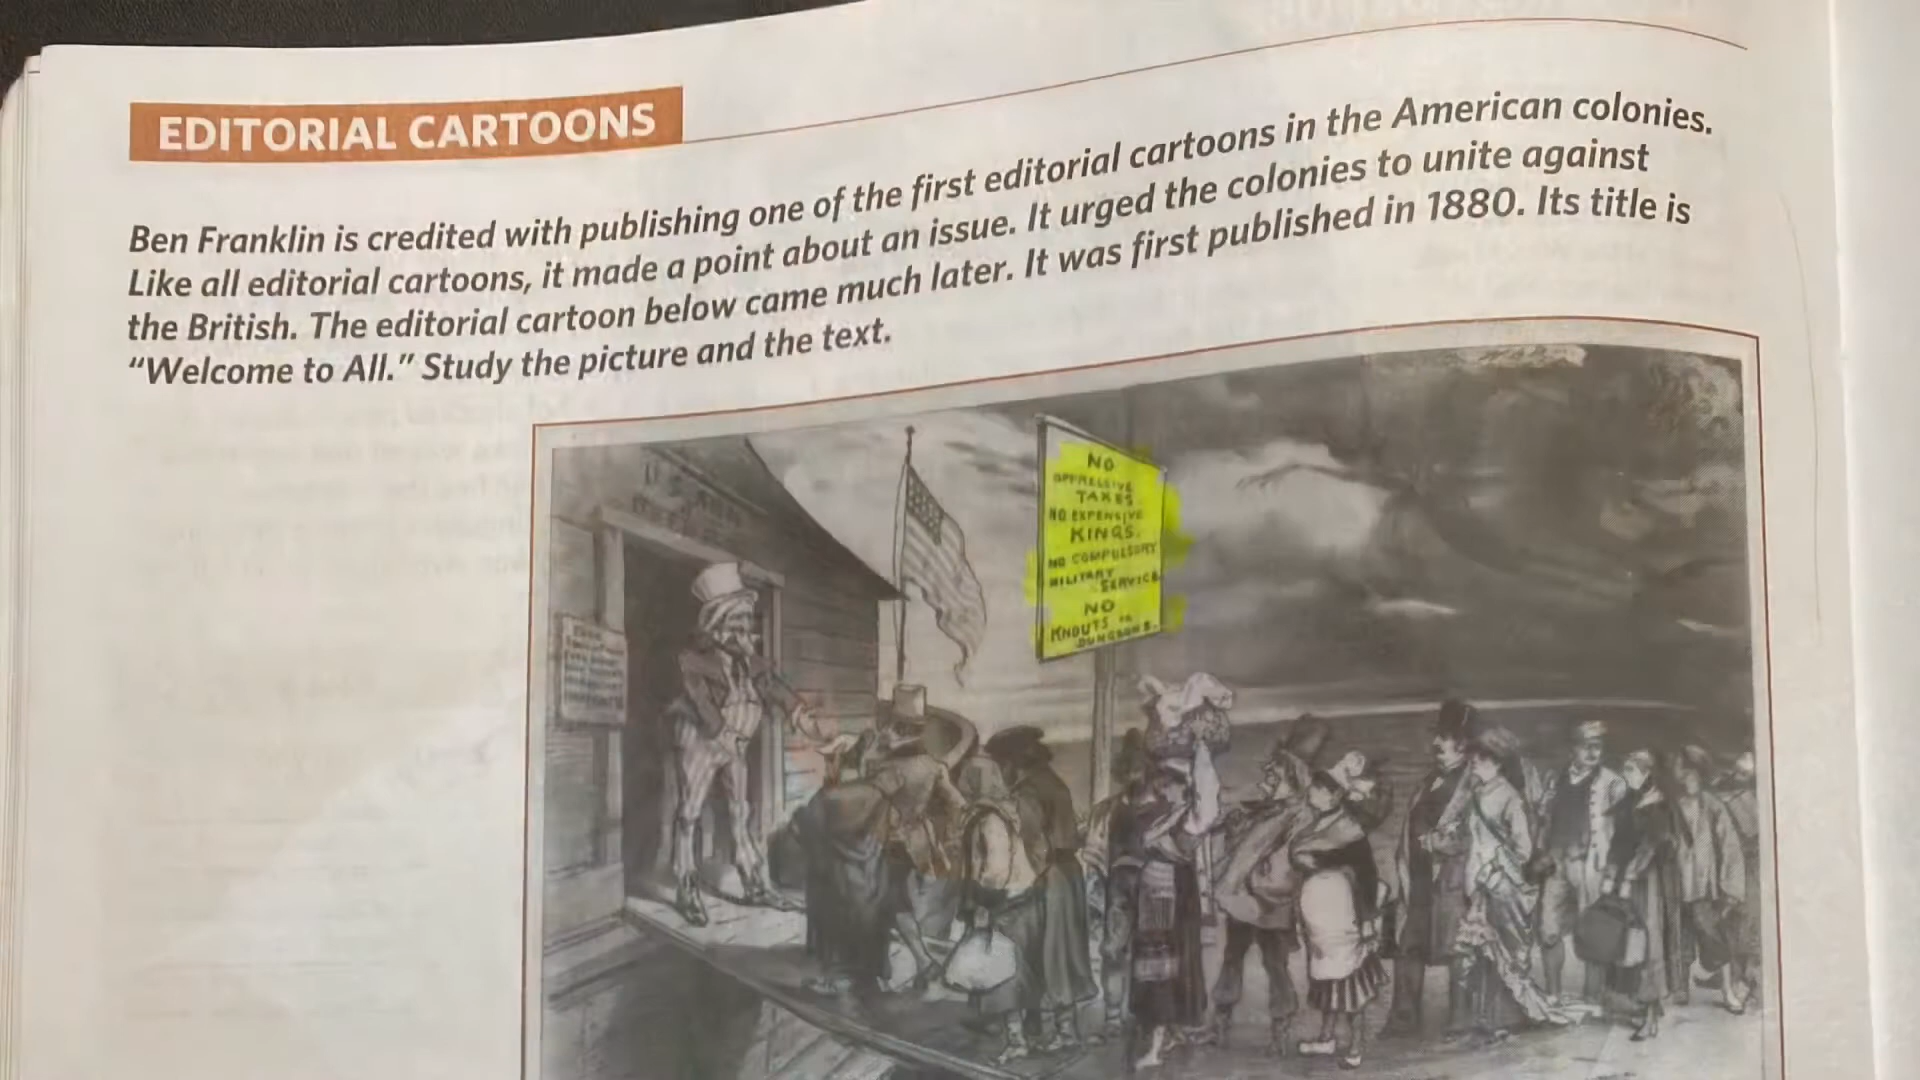 EDITORIAL CARTOONS
Ben Franklin is credited with publishing one of the first editorial cartoons in the American colonies.
Like all editorial cartoons, it made a point about an issue. It urged the colonies to unite against
the British. The editorial cartoon below came much later. It was first published in 1880. Its title is
“Welcome to All.” Study the picture and the text.
NO
OPPRESSIVE
TAXES
NO EXPENSIVE
KINGS.
NO COMPULSORY
MILITARY
SERVICE
NO
KNOUTS OR
DUNGEONS.
U.S. ARK